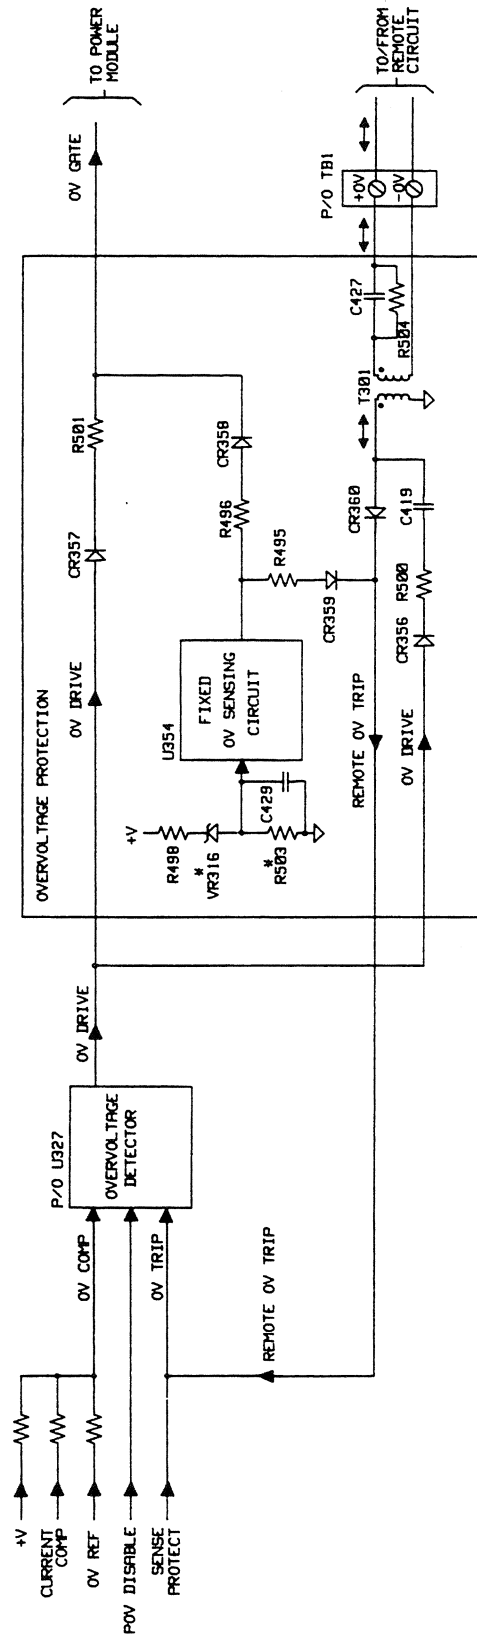 +V
CURRENT
COMP
OV REF
POV DISABLE
SENSE
PROTECT
OV COMP
OV TRIP
REMOTE OV TRIP
P/O U327
OVERVOLTAGE
DETECTOR
OV DRIVE
OVERVOLTAGE PROTECTION
OV DRIVE
CR357
R501
OV GATE
TO POWER
MODULE
+V
R498
*
VR316
*
R503
C429
U354
FIXED
OV SENSING
CIRCUIT
R496
CR358
R495
CR359
REMOTE OV TRIP
CR360
T301
OV DRIVE
CR356
R500
C419
C427
R504
P/O TB1
+OV
-OV
TO/FROM
REMOTE
CIRCUIT